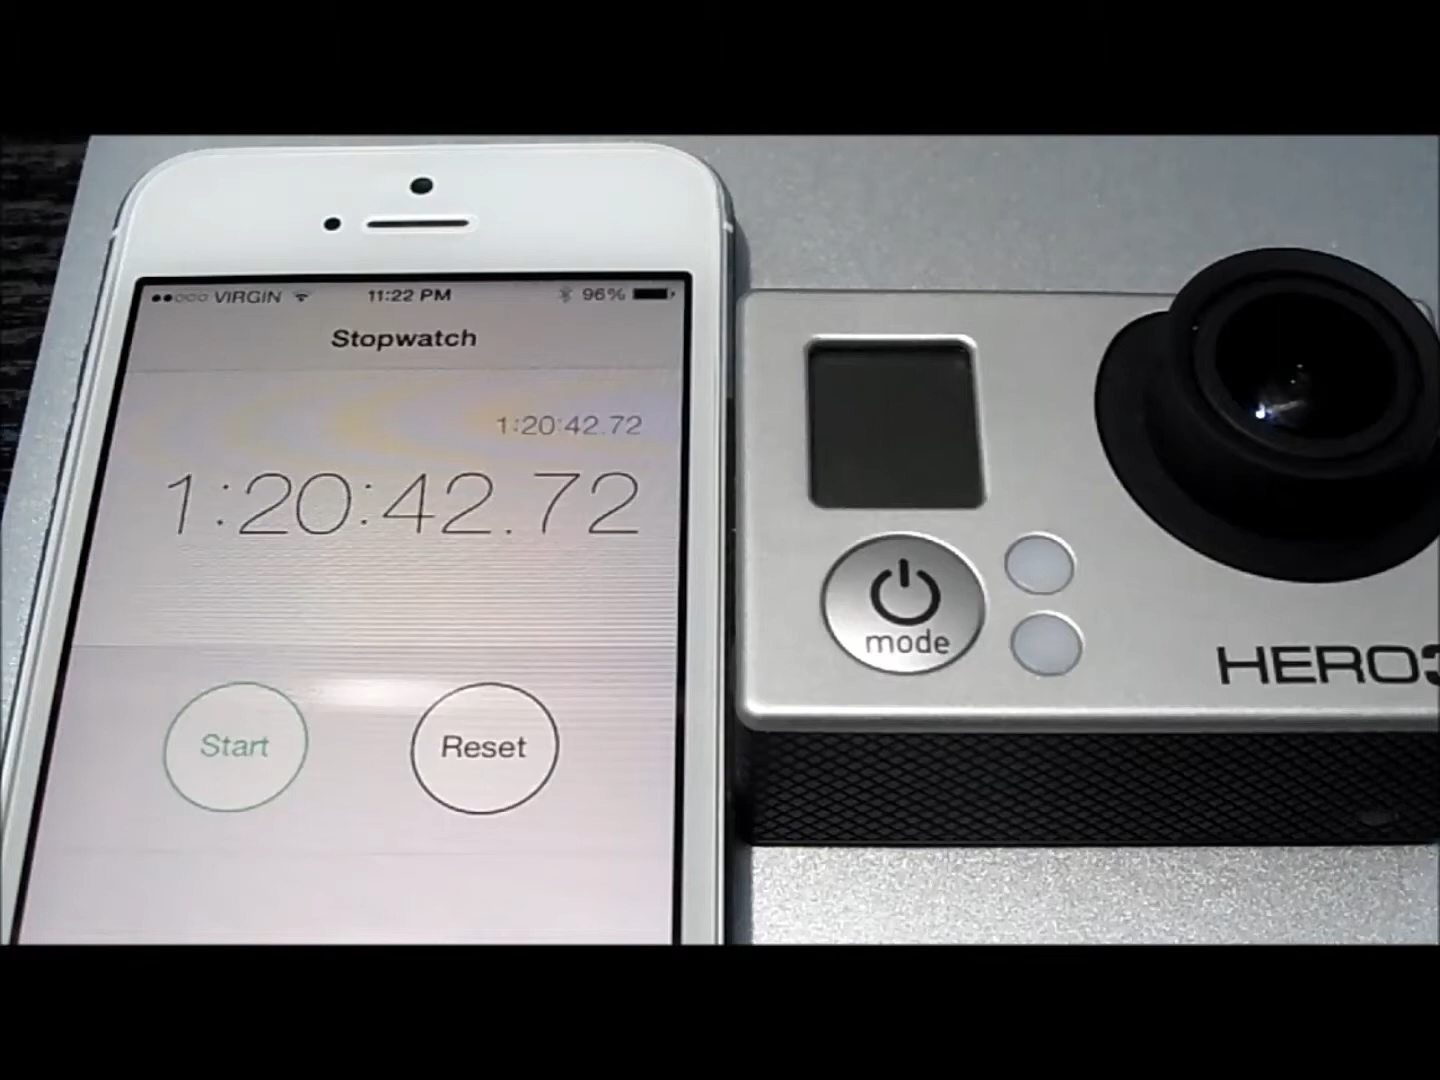 VIRGIN 11:22 PM 96%
Stopwatch
1:20:42.72
1:20:42.72
Start Reset
mode
HERO3